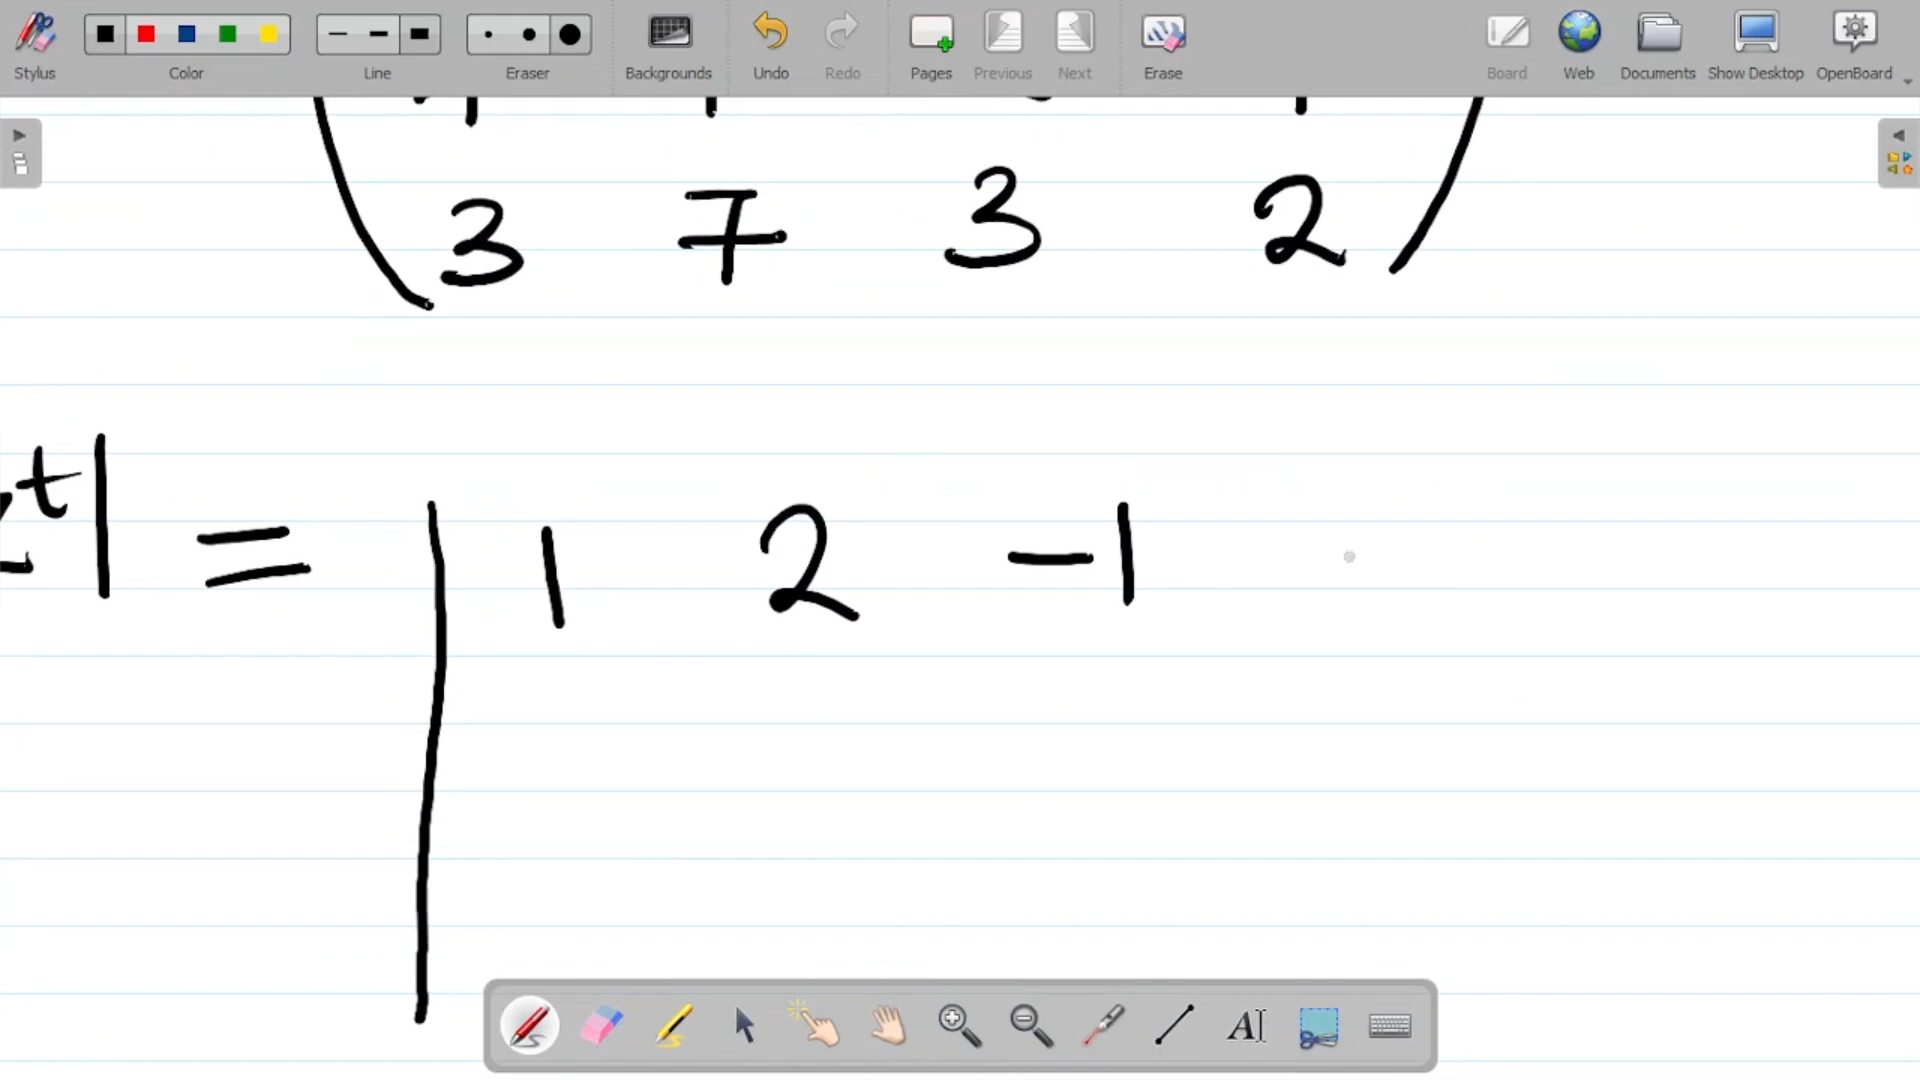 Stylus Color Line Eraser Backgrounds Undo Redo Pages Previous Next Erase Board Web Documents Show Desktop OpenBoard
3 7 3 2
t| = | 1 2 -1